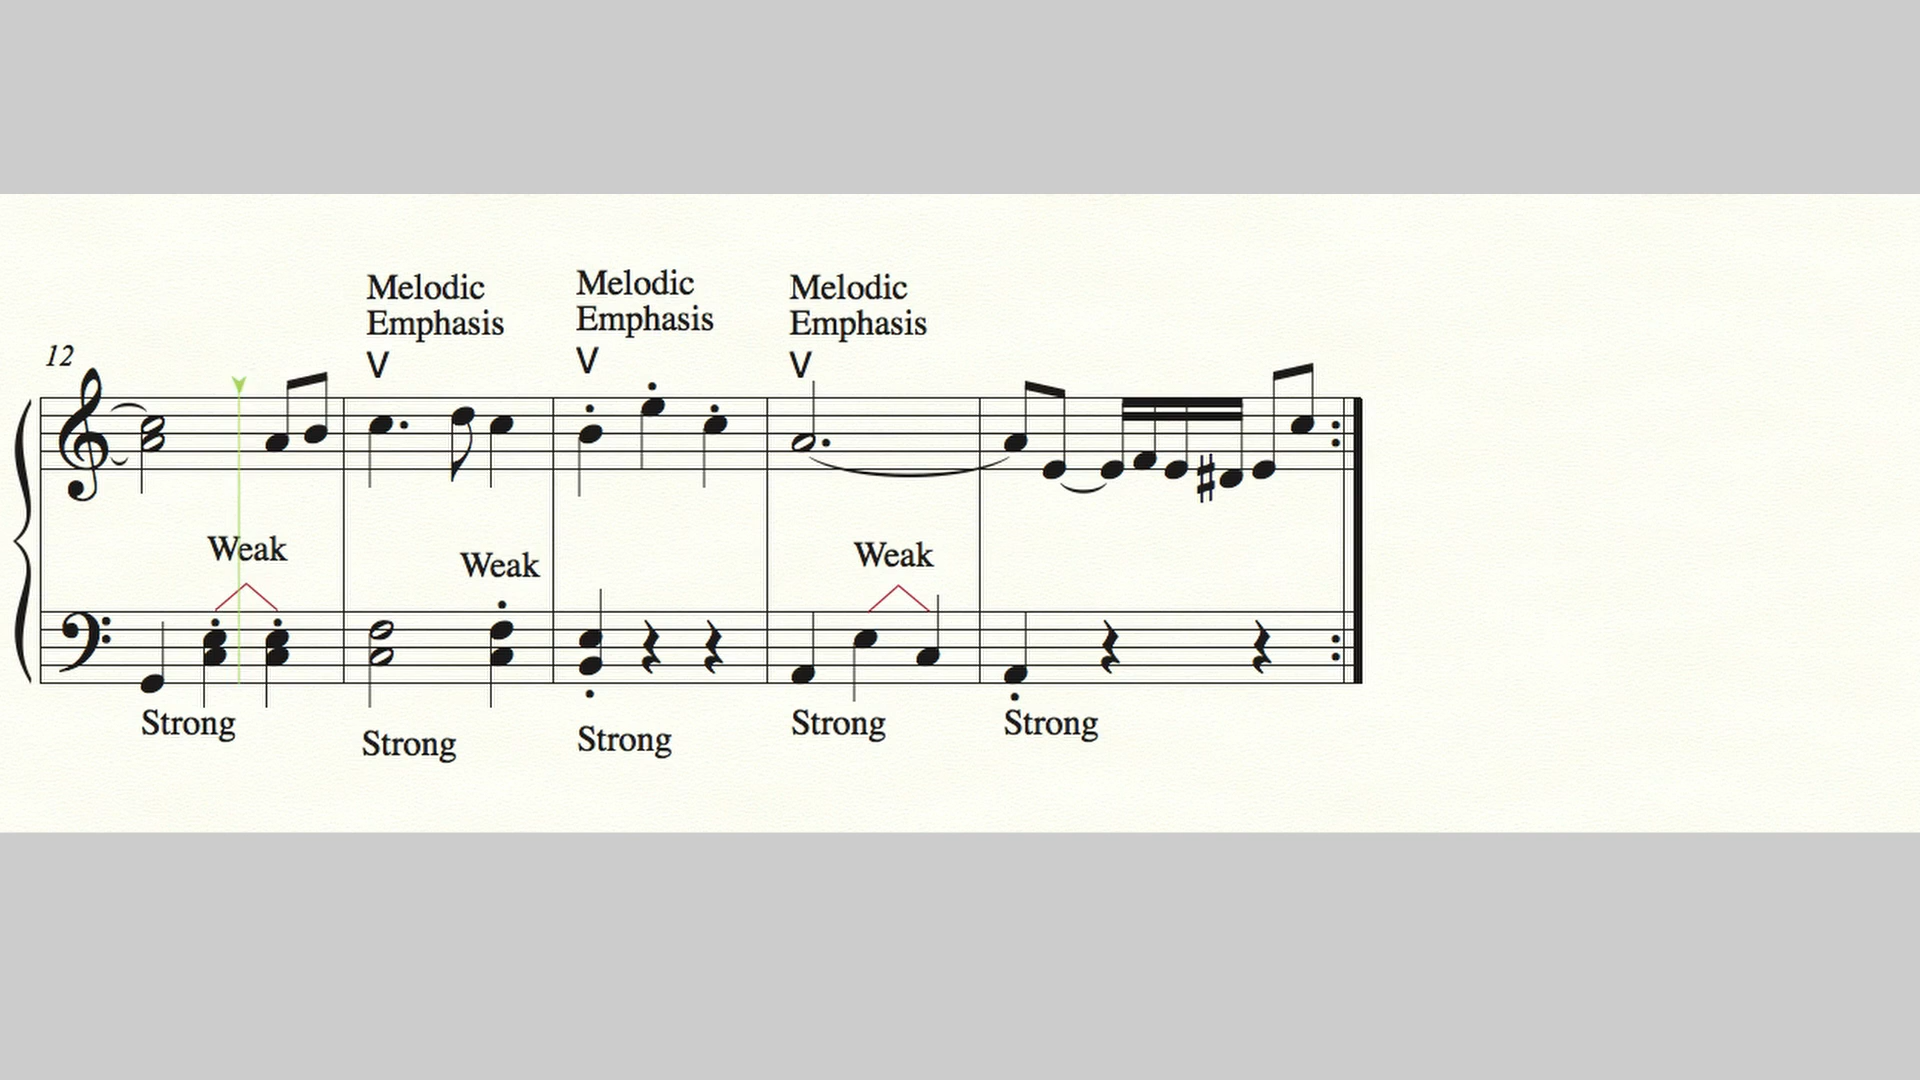 Melodic
Emphasis
V
Melodic
Emphasis
V
Melodic
Emphasis
V
12
Weak
Weak
Weak
Strong
Strong
Strong
Strong
Strong